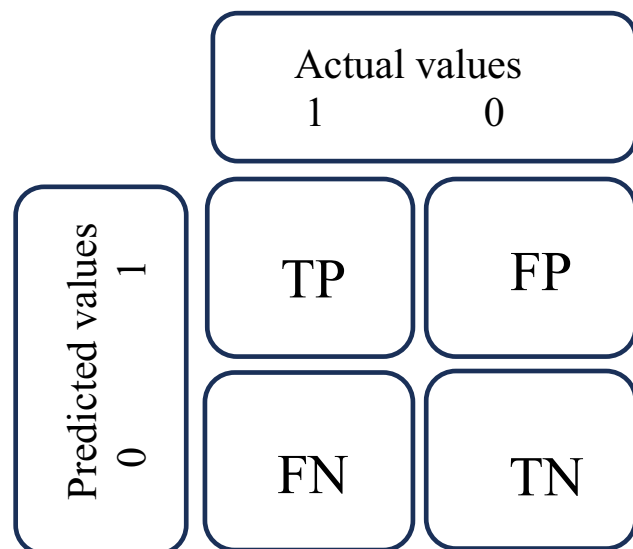 Actual values
1 0
Predicted values
1
0
TP FP
FN TN